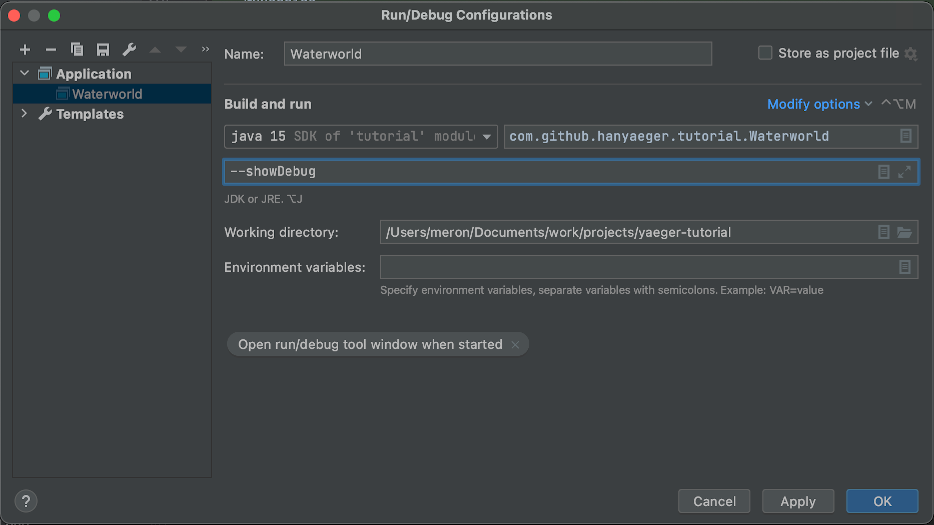 Run/Debug Configurations
Name: Waterworld
Store as project file
Application
Waterworld
Templates
Build and run
Modify options ^⌥M
java 15 SDK of 'tutorial' module
com.github.hanyaeger.tutorial.Waterworld
--showDebug
JDK or JRE. ⌥J
Working directory: /Users/meron/Documents/work/projects/yaeger-tutorial
Environment variables:
Specify environment variables, separate variables with semicolons. Example: VAR=value
Open run/debug tool window when started ×
?
Cancel
Apply
OK